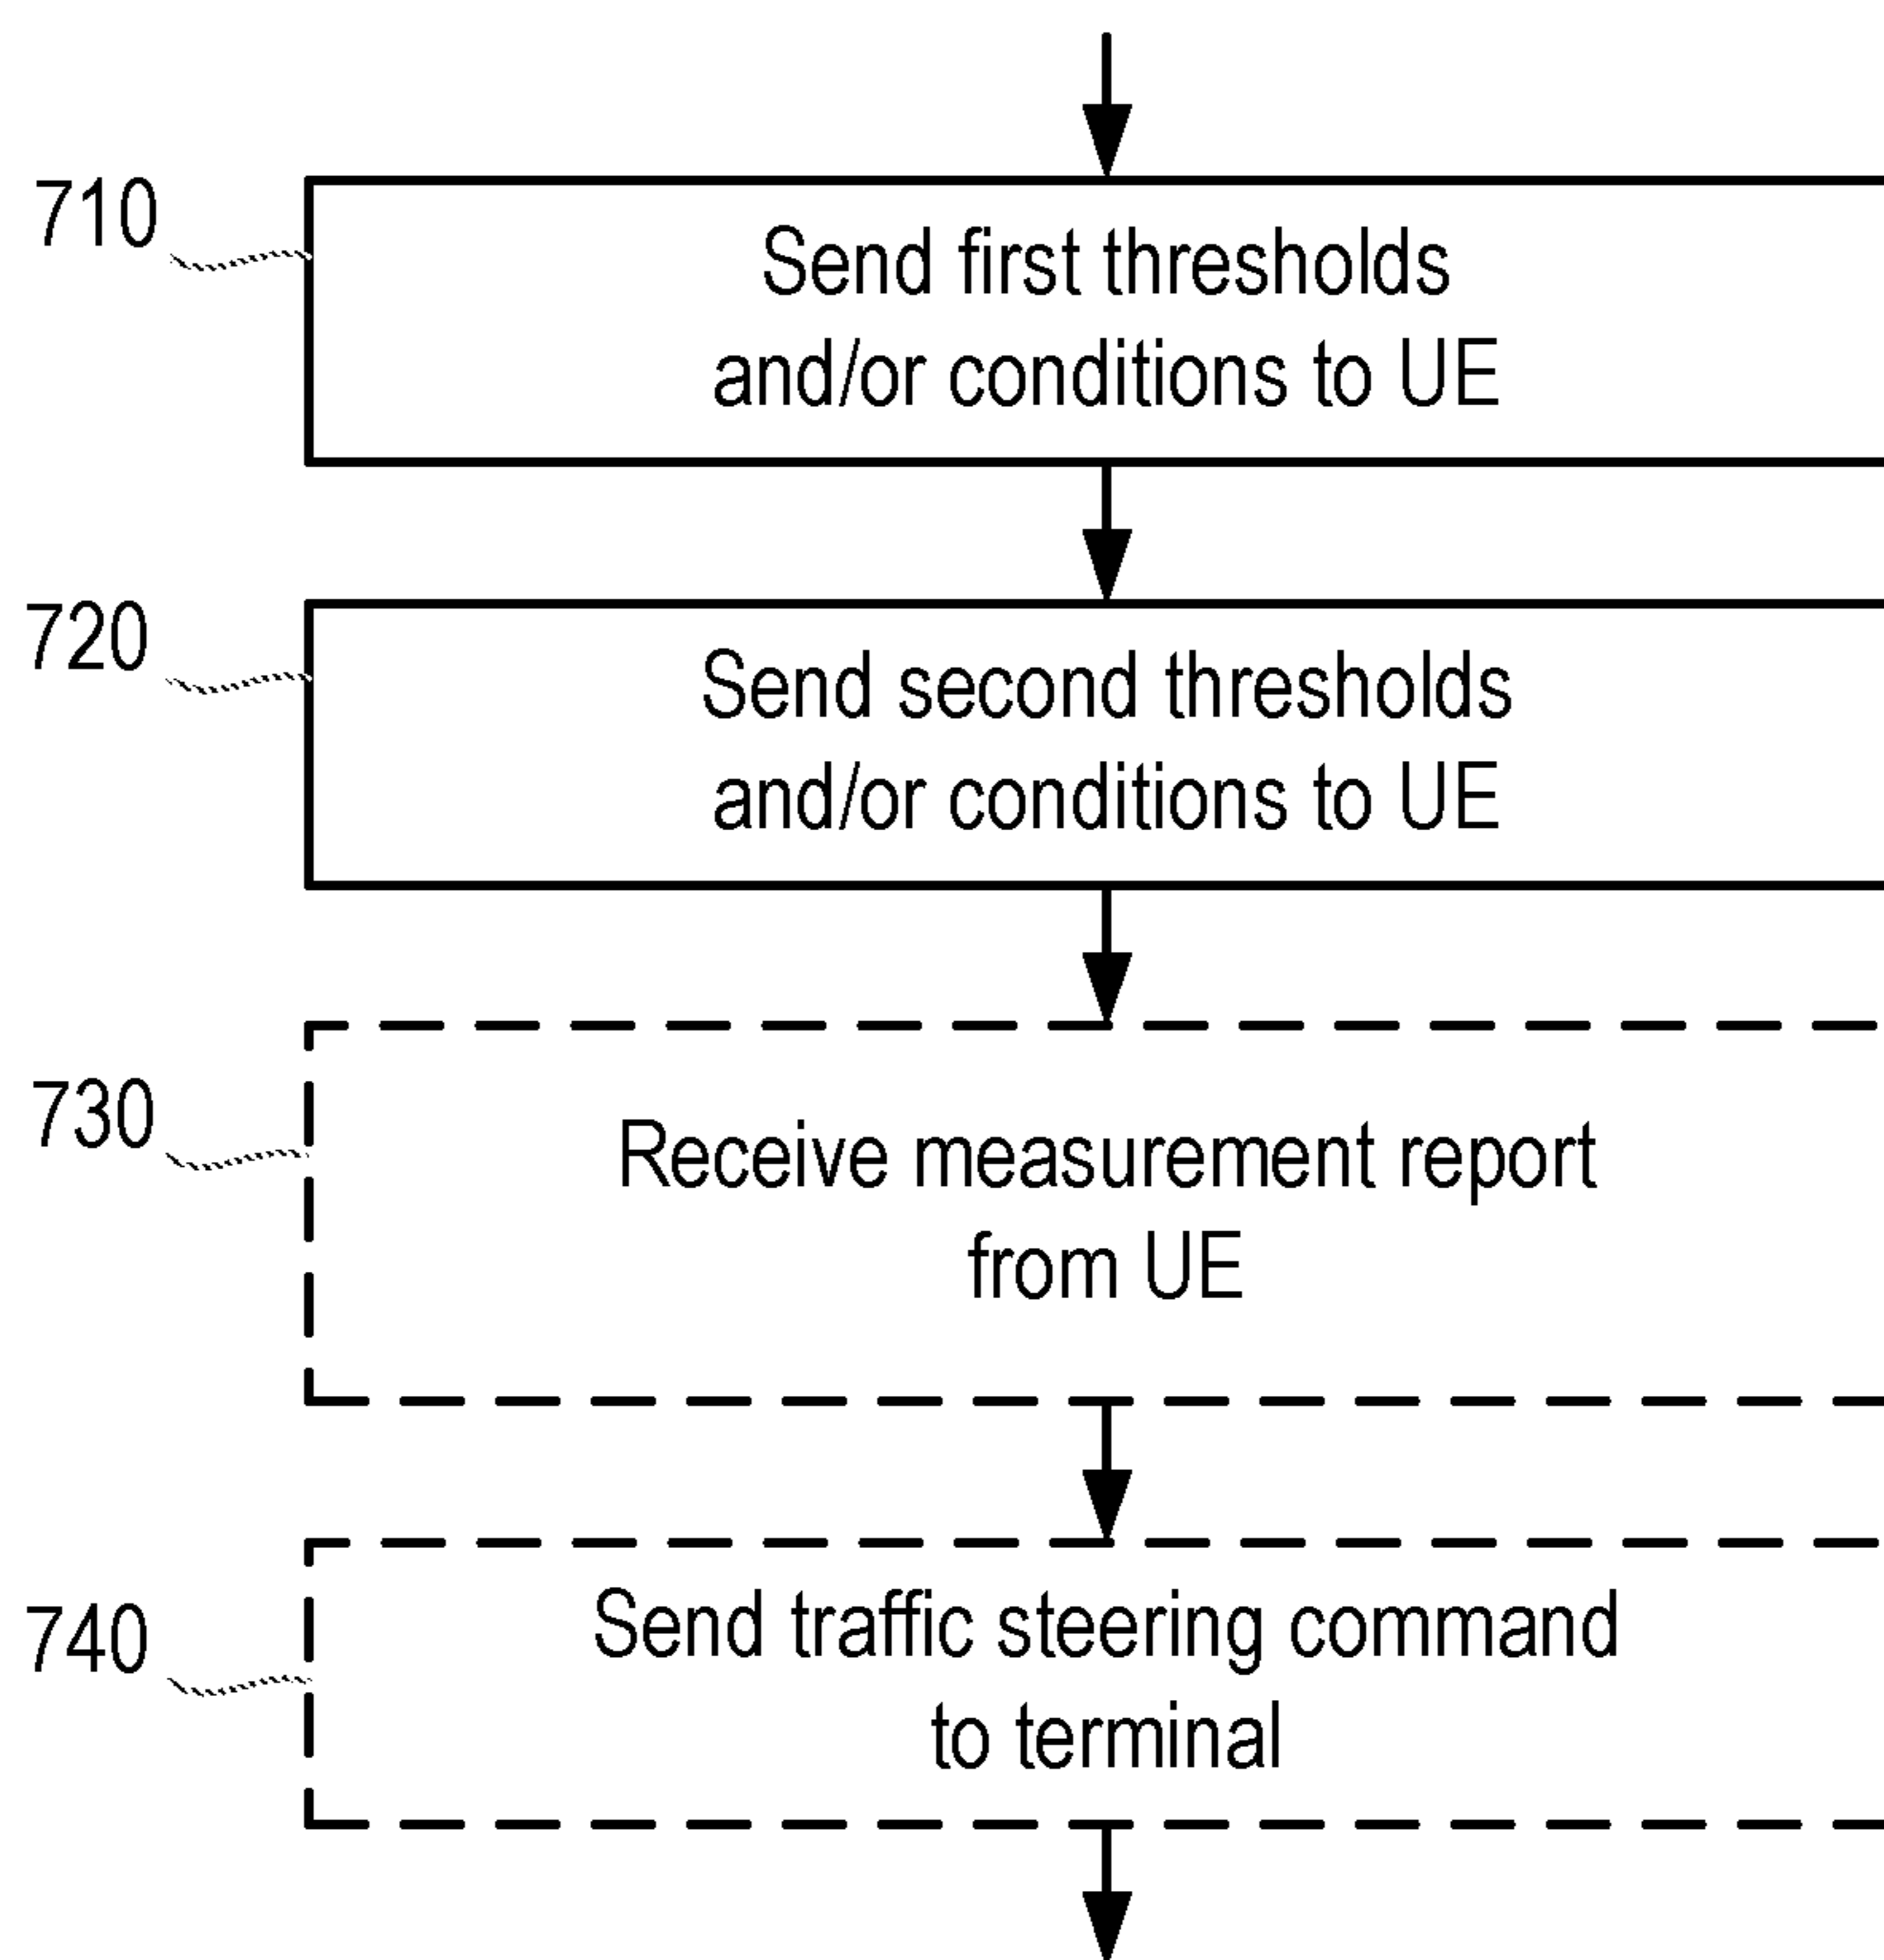 710
Send first thresholds
and/or conditions to UE
720
Send second thresholds
and/or conditions to UE
730
Receive measurement report
from UE
740
Send traffic steering command
to terminal